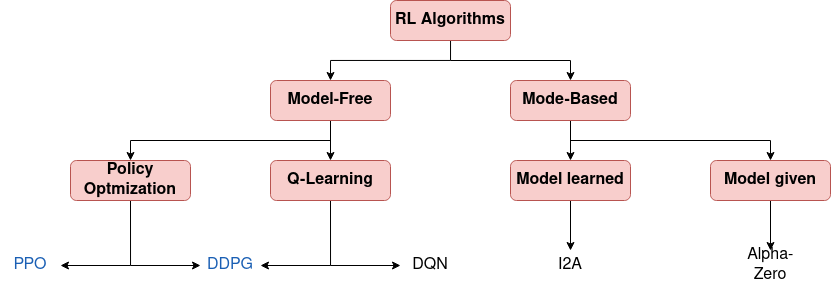 RL Algorithms
Model-Free
Mode-Based
Policy
Optmization
Q-Learning
Model learned
Model given
PPO
DDPG
DQN
I2A
Alpha-
Zero